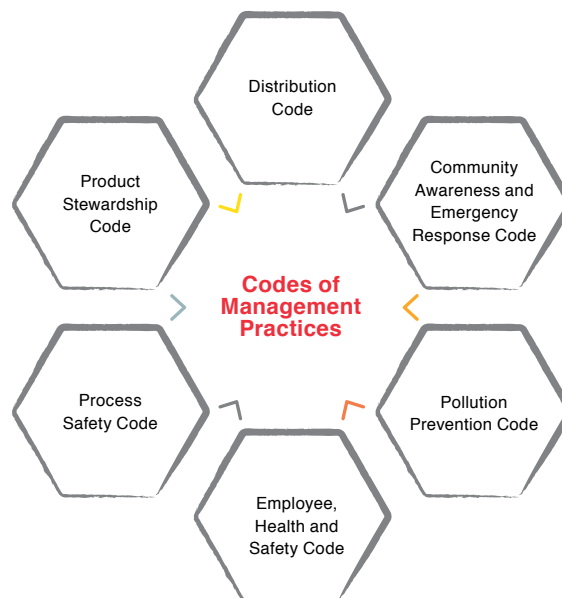 Distribution
Code
Product
Stewardship
Code
Community
Awareness and
Emergency
Response Code
Codes of
Management
Practices
Process
Safety Code
Pollution
Prevention Code
Employee,
Health and
Safety Code